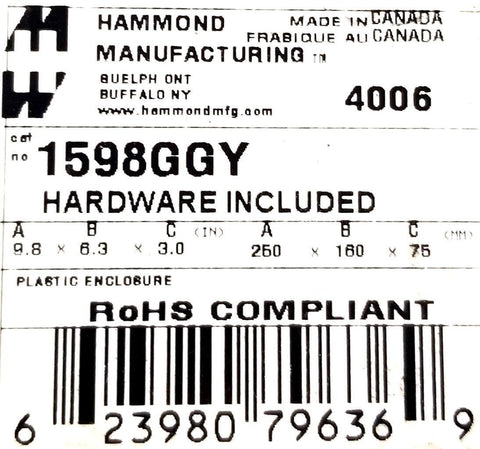 HAMMOND
MANUFACTURING ™
GUELPH ONT
BUFFALO NY
www.hammondmfg.com
MADE IN CANADA
FRABIQUE AU CANADA
4006
cat
no 1598GGY
HARDWARE INCLUDED
A B C (IN) A B C (MM)
9.8 x 6.3 x 3.0 250 x 160 x 75
PLASTIC ENCLOSURE
RoHS COMPLIANT
6 23980 79636 9